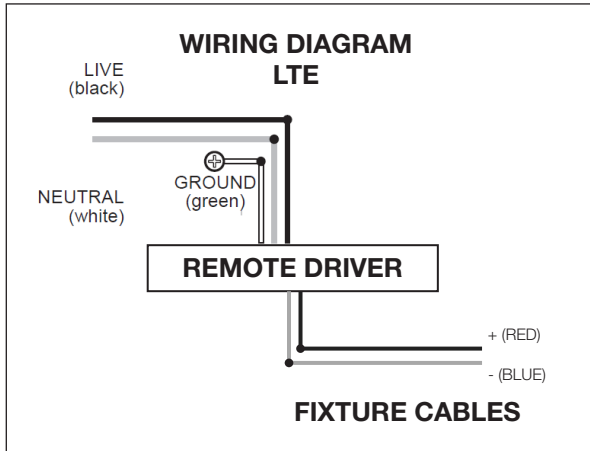 WIRING DIAGRAM
LTE
LIVE
(black)
GROUND
(green)
NEUTRAL
(white)
REMOTE DRIVER
+ (RED)
- (BLUE)
FIXTURE CABLES